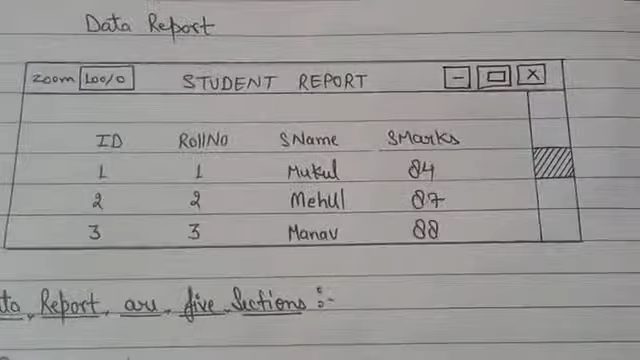 Data Report
Zoom 100% STUDENT REPORT - X
ID RollNo SName SMarks
1 1 Mukul 84
2 2 Mehul 87
3 3 Manav 88
Report are five Sections :-